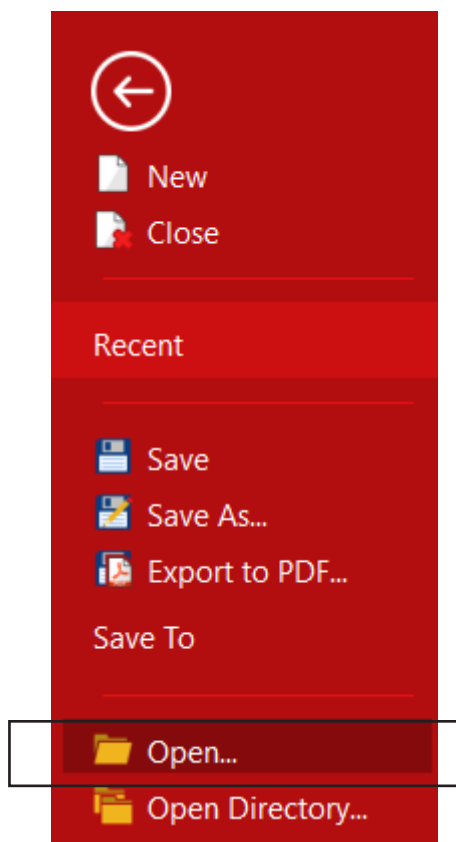 New
Close
Recent
Save
Save As...
Export to PDF...
Save To
Open...
Open Directory...